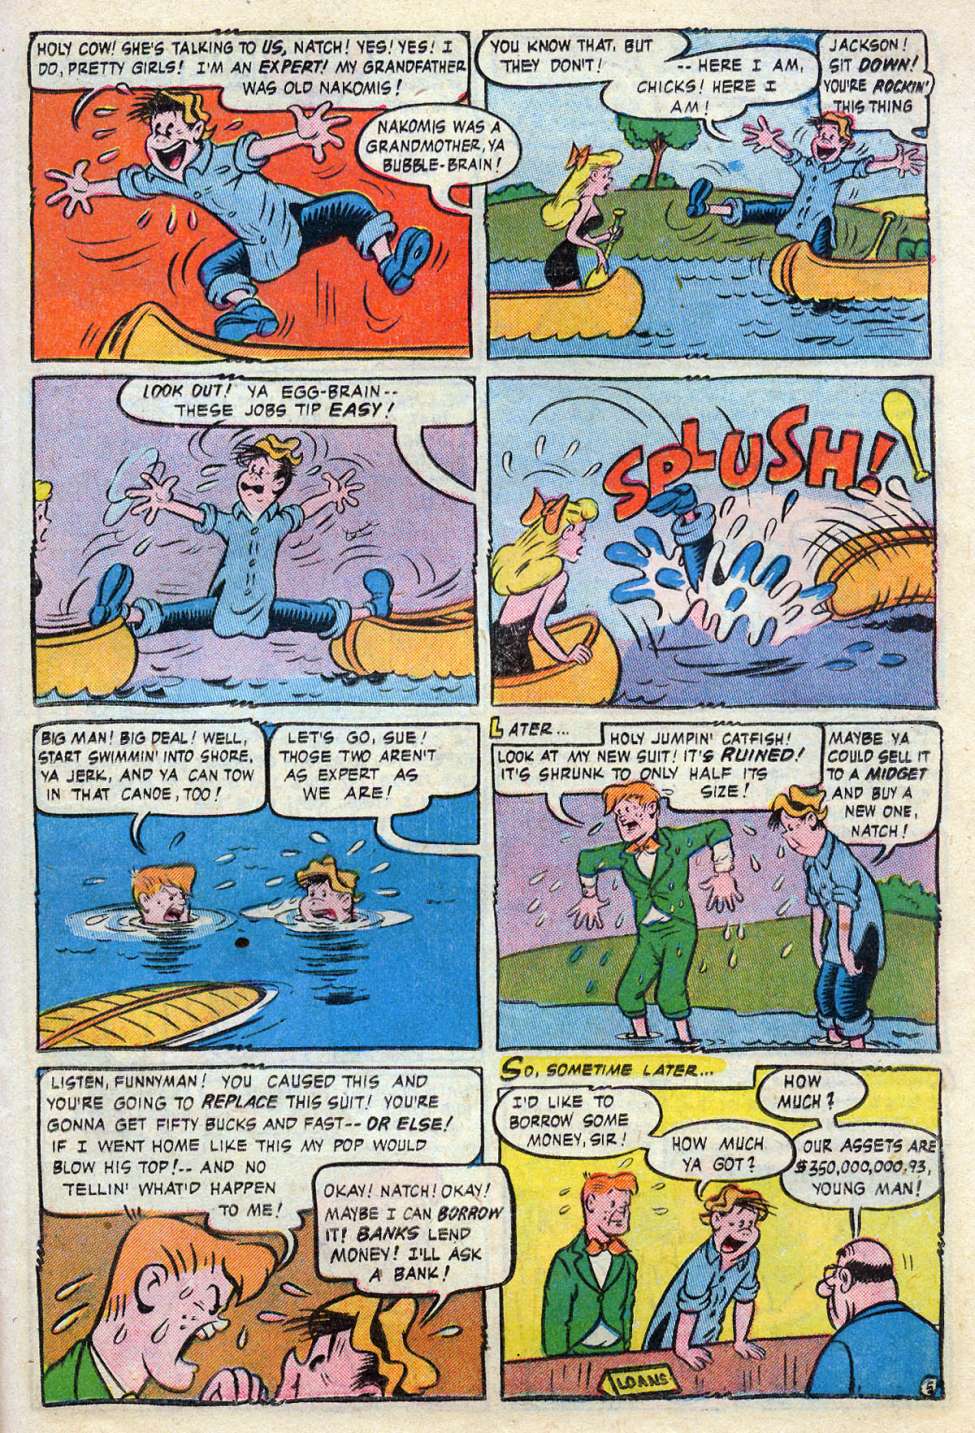 HOLY COW! SHE'S TALKING TO US, NATCH! YES! YES! I
DO, PRETTY GIRLS! I'M AN EXPERT! MY GRANDFATHER
WAS OLD NAKOMIS!
NAKOMIS WAS A
GRANDMOTHER, YA
BUBBLE-BRAIN!
YOU KNOW THAT, BUT
THEY DON'T!
-- HERE I AM,
CHICKS! HERE I
AM!
JACKSON!
SIT DOWN!
YOU'RE ROCKIN'
THIS THING
LOOK OUT! YA EGG-BRAIN--
THESE JOBS TIP EASY!
SPLUSH!
BIG MAN! BIG DEAL! WELL,
START SWIMMIN' INTO SHORE,
YA JERK, AND YA CAN TOW
IN THAT CANOE, TOO!
LET'S GO, SUE!
THOSE TWO AREN'T
AS EXPERT AS
WE ARE!
LATER...
HOLY JUMPIN' CATFISH!
LOOK AT MY NEW SUIT! IT'S RUINED!
IT'S SHRUNK TO ONLY HALF ITS
SIZE!
MAYBE YA
COULD SELL IT
TO A MIDGET
AND BUY A
NEW ONE,
NATCH!
LISTEN, FUNNYMAN! YOU CAUSED THIS AND
YOU'RE GOING TO REPLACE THIS SUIT! YOU'RE
GONNA GET FIFTY BUCKS AND FAST-- OR ELSE!
IF I WENT HOME LIKE THIS MY POP WOULD
BLOW HIS TOP!-- AND NO
TELLIN' WHAT'D HAPPEN
TO ME!
OKAY! NATCH! OKAY!
MAYBE I CAN BORROW
IT! BANKS LEND
MONEY! I'LL ASK
A BANK!
SO, SOMETIME LATER...
I'D LIKE TO
BORROW SOME
MONEY, SIR!
HOW MUCH
YA GOT?
HOW
MUCH?
OUR ASSETS ARE
$350,000,000.93,
YOUNG MAN!
LOANS
5